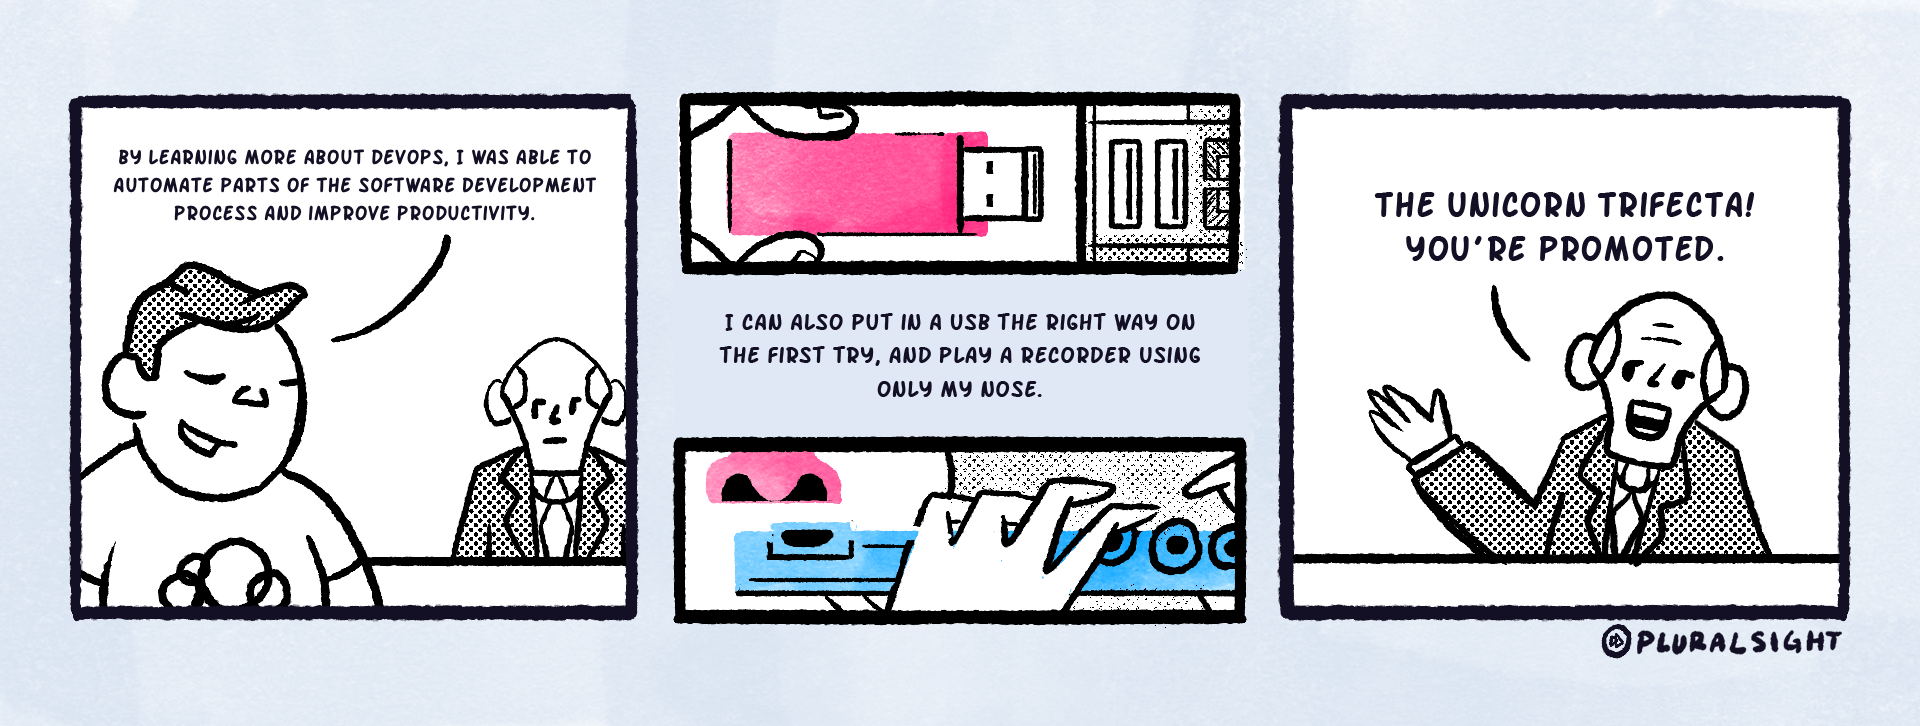 BY LEARNING MORE ABOUT DEVOPS, I WAS ABLE TO
AUTOMATE PARTS OF THE SOFTWARE DEVELOPMENT
PROCESS AND IMPROVE PRODUCTIVITY.
I CAN ALSO PUT IN A USB THE RIGHT WAY ON
THE FIRST TRY, AND PLAY A RECORDER USING
ONLY MY NOSE.
THE UNICORN TRIFECTA!
YOU'RE PROMOTED.
PLURALSIGHT